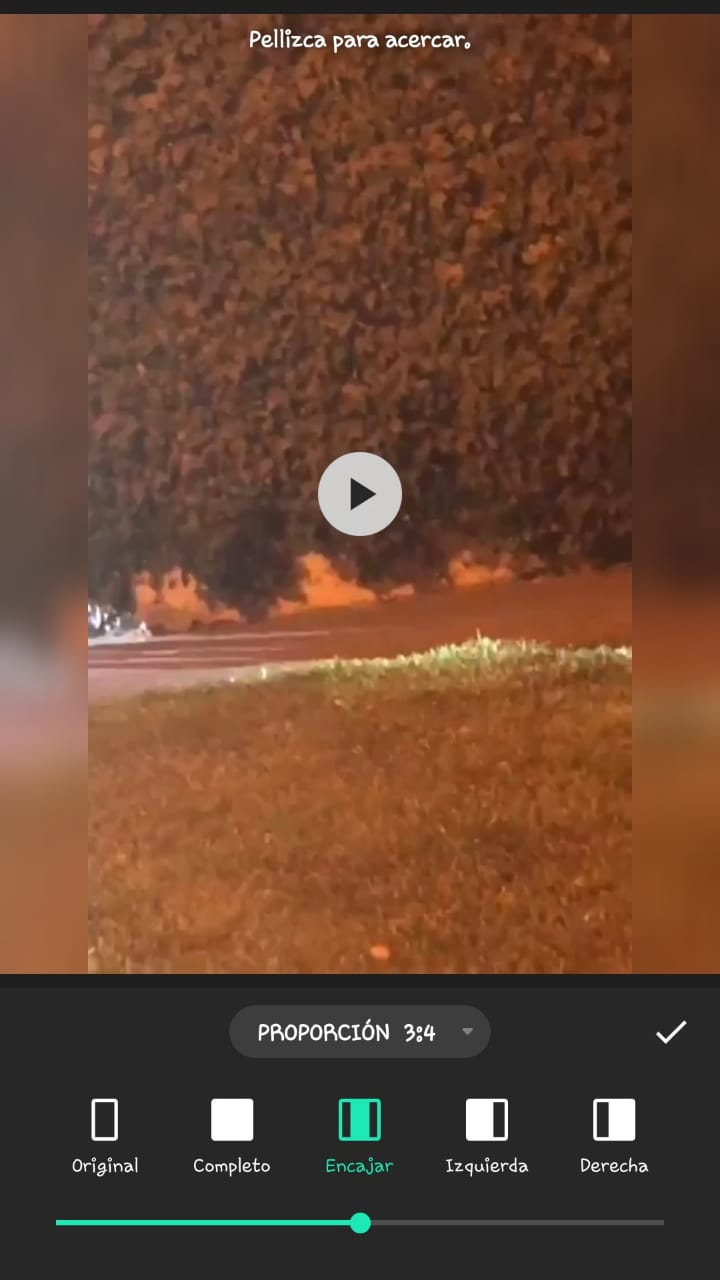 Pellizca para acercar.
PROPORCIÓN 3:4
Original Completo Encajar Izquierda Derecha